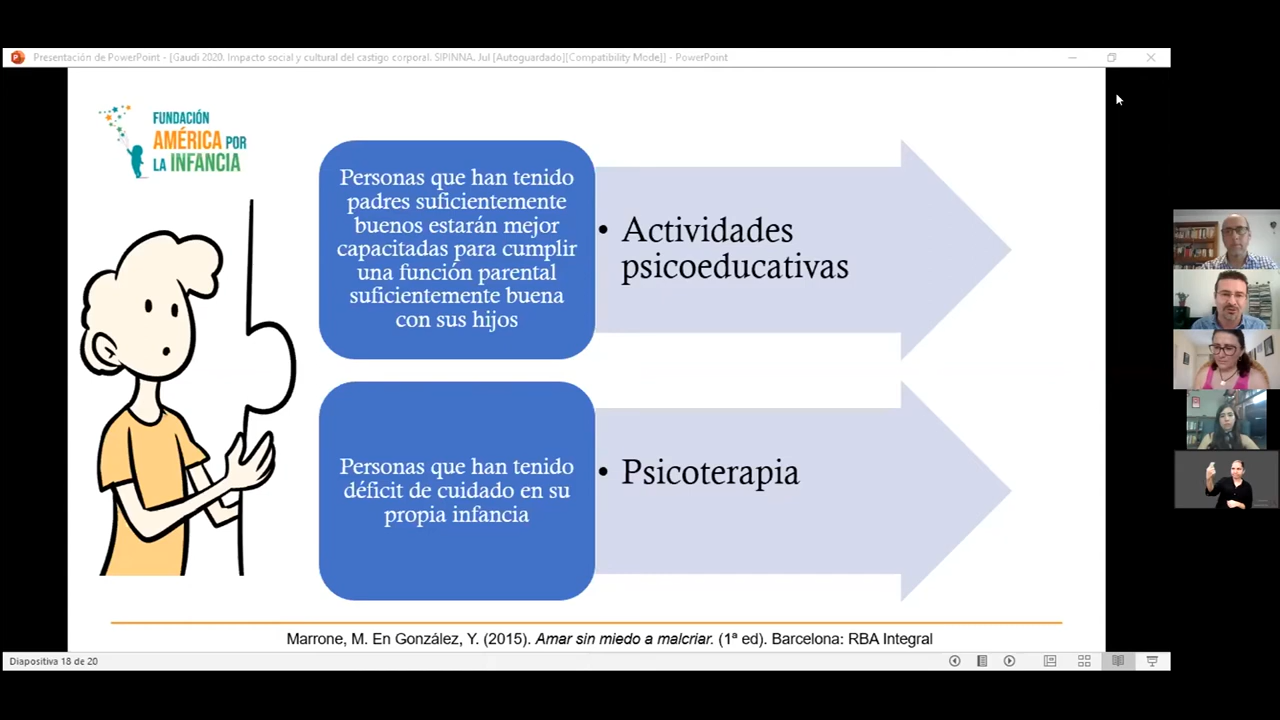 Presentación de PowerPoint - [Gaudi 2020. Impacto social y cultural del castigo corporal. SIPINNA. Jul [Autoguardado][Compatibility Mode]] - PowerPoint
FUNDACIÓN
AMÉRICA POR
LA INFANCIA
Personas que han tenido
padres suficientemente
buenos estarán mejor
capacitadas para cumplir
una función parental
suficientemente buena
con sus hijos
• Actividades
psicoeducativas
Personas que han tenido
déficit de cuidado en su
propia infancia
• Psicoterapia
Marrone, M. En González, Y. (2015). Amar sin miedo a malcriar. (1ª ed). Barcelona: RBA Integral
Diapositiva 18 de 20